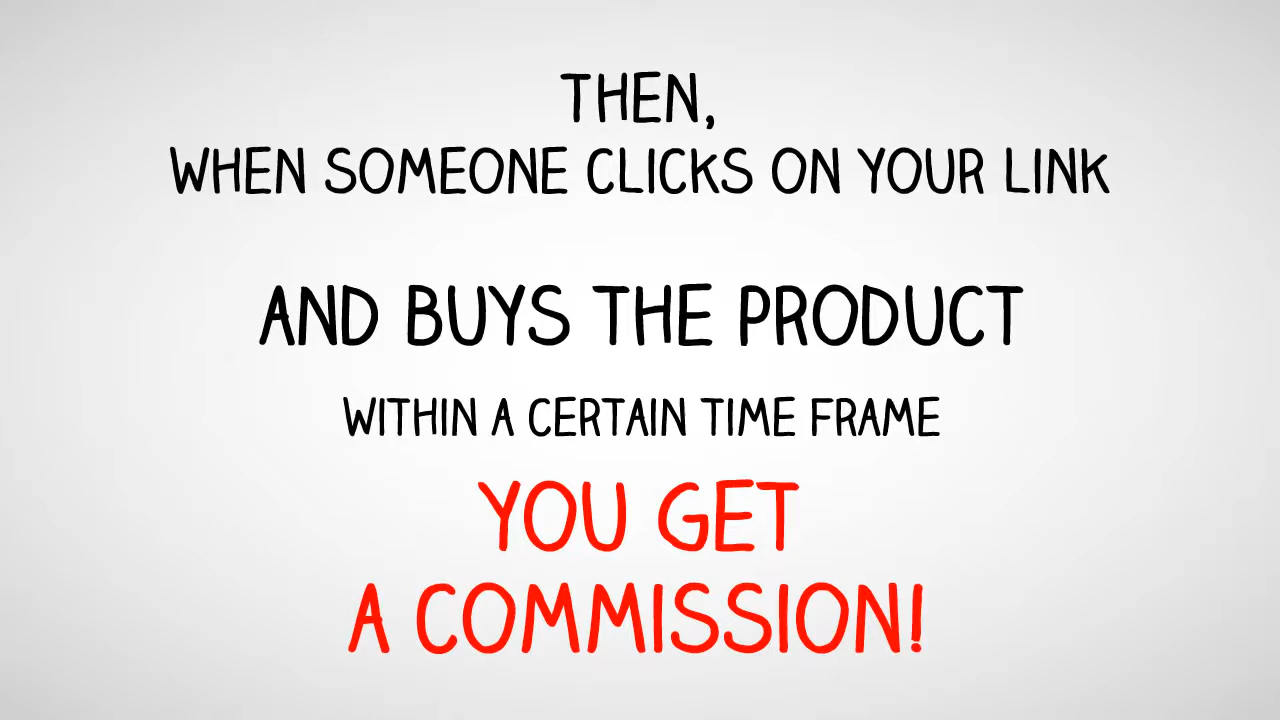 THEN,
WHEN SOMEONE CLICKS ON YOUR LINK
AND BUYS THE PRODUCT
WITHIN A CERTAIN TIME FRAME
YOU GET
A COMMISSION!